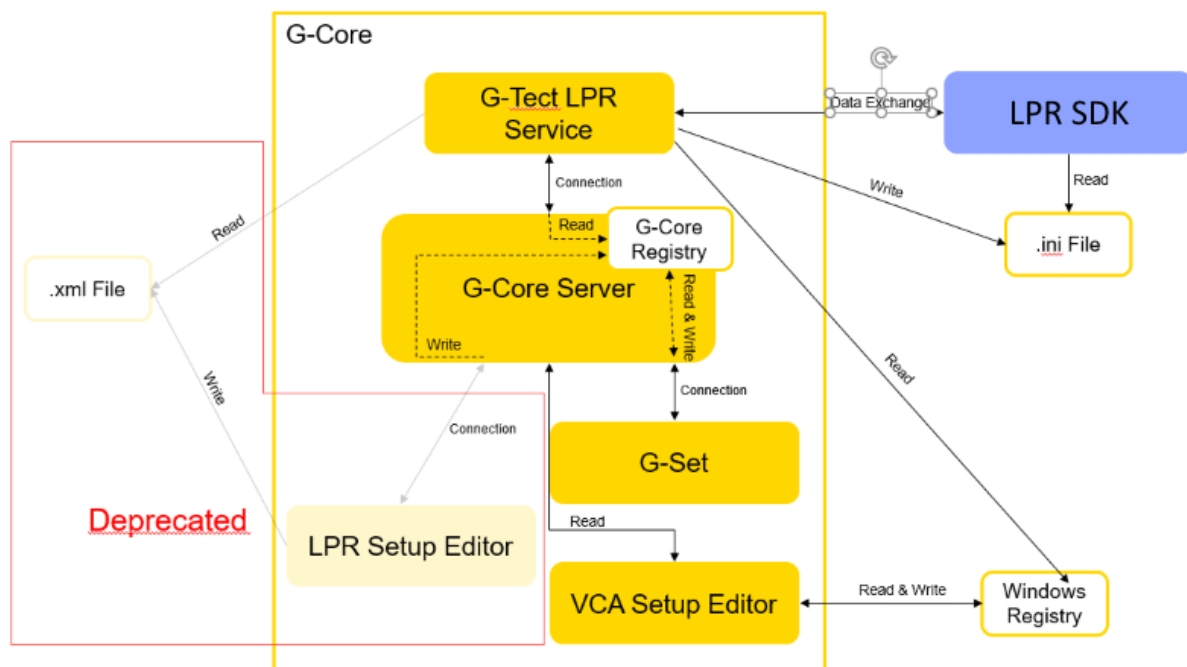 G-Core
G-Tect LPR
Service
Data Exchange
LPR SDK
Read
Write
Connection
Read
.ini File
Read
G-Core
Registry
.xml File
G-Core Server
Read & Write
Write
Read
Write
Connection
Connection
G-Set
Deprecated
Read
LPR Setup Editor
VCA Setup Editor
Read & Write
Windows
Registry